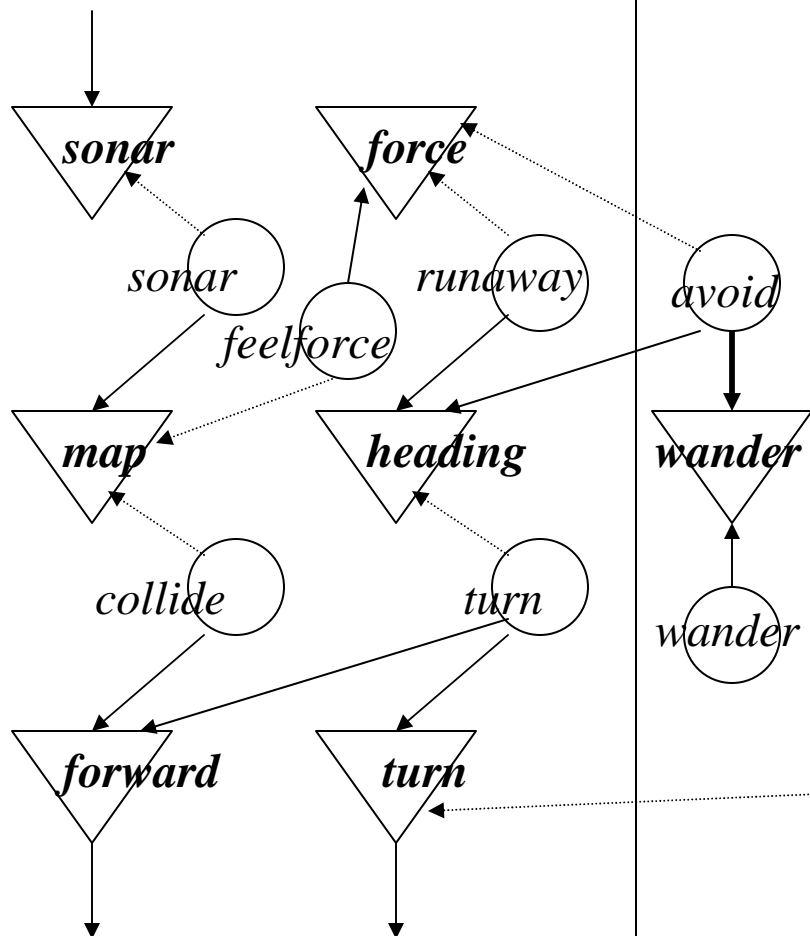 sonar
force
sonar
runaway
avoid
feelforce
map
heading
wander
collide
turn
wander
forward
turn